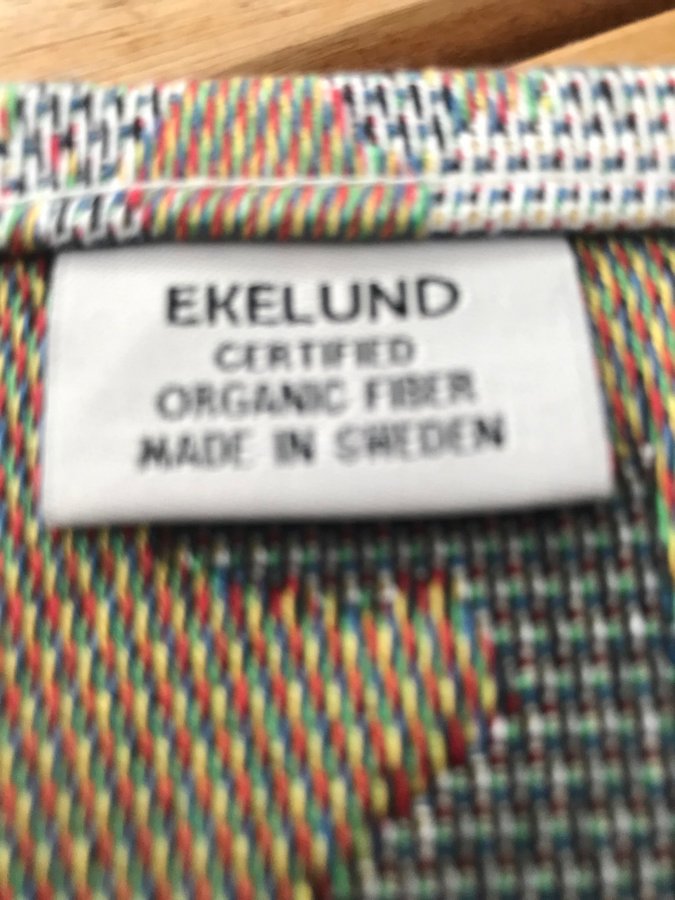 EKELUND
CERTIFIED
ORGANIC FIBER
MADE IN SWEDEN